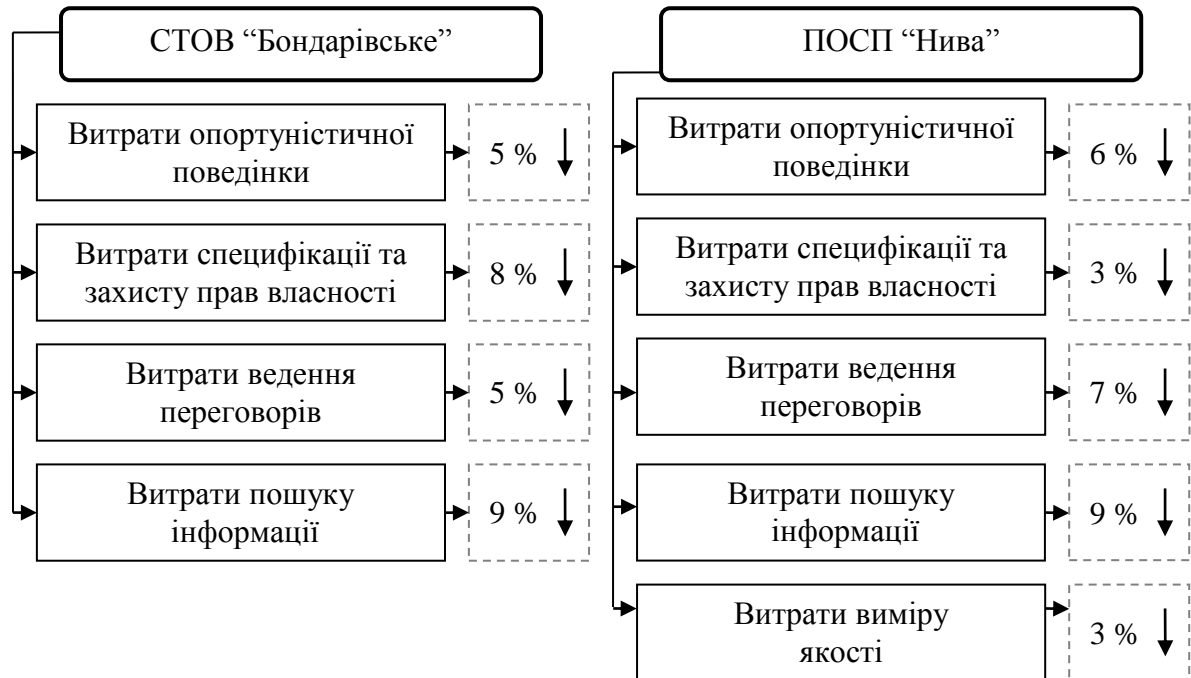 СТОВ “Бондарівське”
Витрати опортуністичної
поведінки
5 %
Витрати специфікації та
захисту прав власності
8 %
Витрати ведення
переговорів
5 %
Витрати пошуку
інформації
9 %
ПОСП “Нива”
Витрати опортуністичної
поведінки
6 %
Витрати специфікації та
захисту прав власності
3 %
Витрати ведення
переговорів
7 %
Витрати пошуку
інформації
9 %
Витрати виміру
якості
3 %